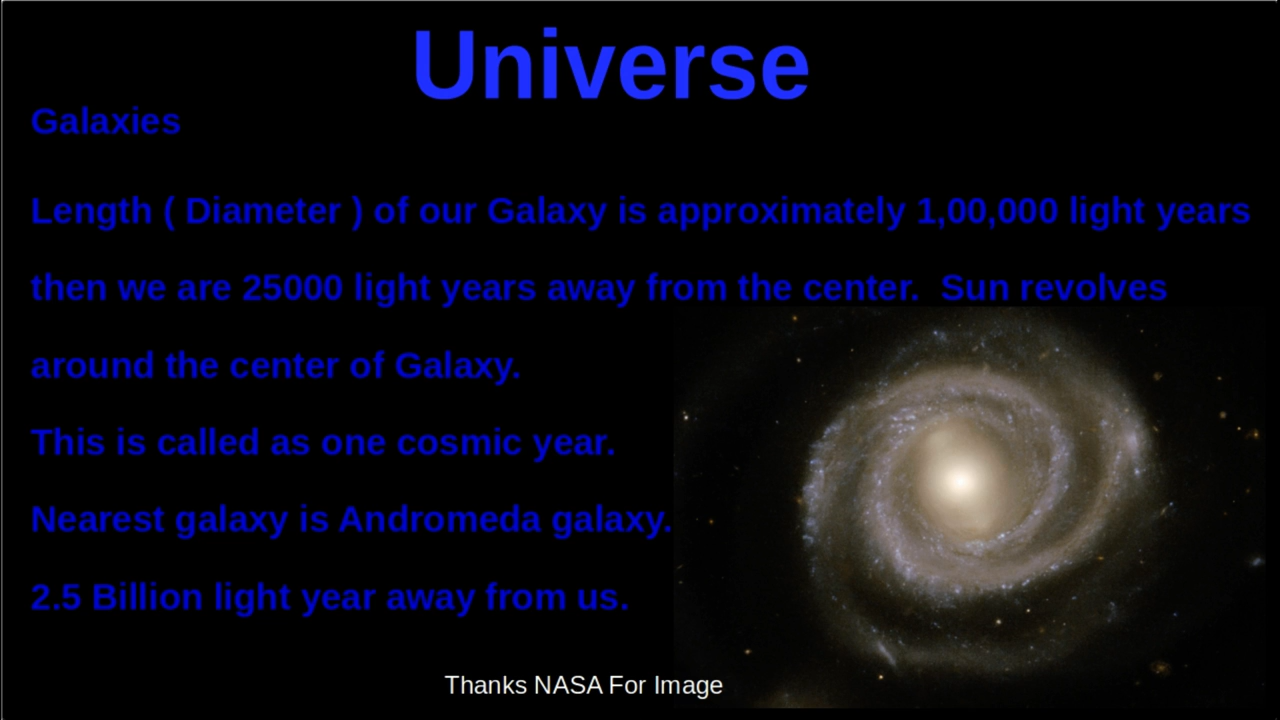 Universe
Galaxies
Length ( Diameter ) of our Galaxy is approximately 1,00,000 light years
then we are 25000 light years away from the center.  Sun revolves
around the center of Galaxy.
This is called as one cosmic year.
Nearest galaxy is Andromeda galaxy.
2.5 Billion light year away from us.
Thanks NASA For Image